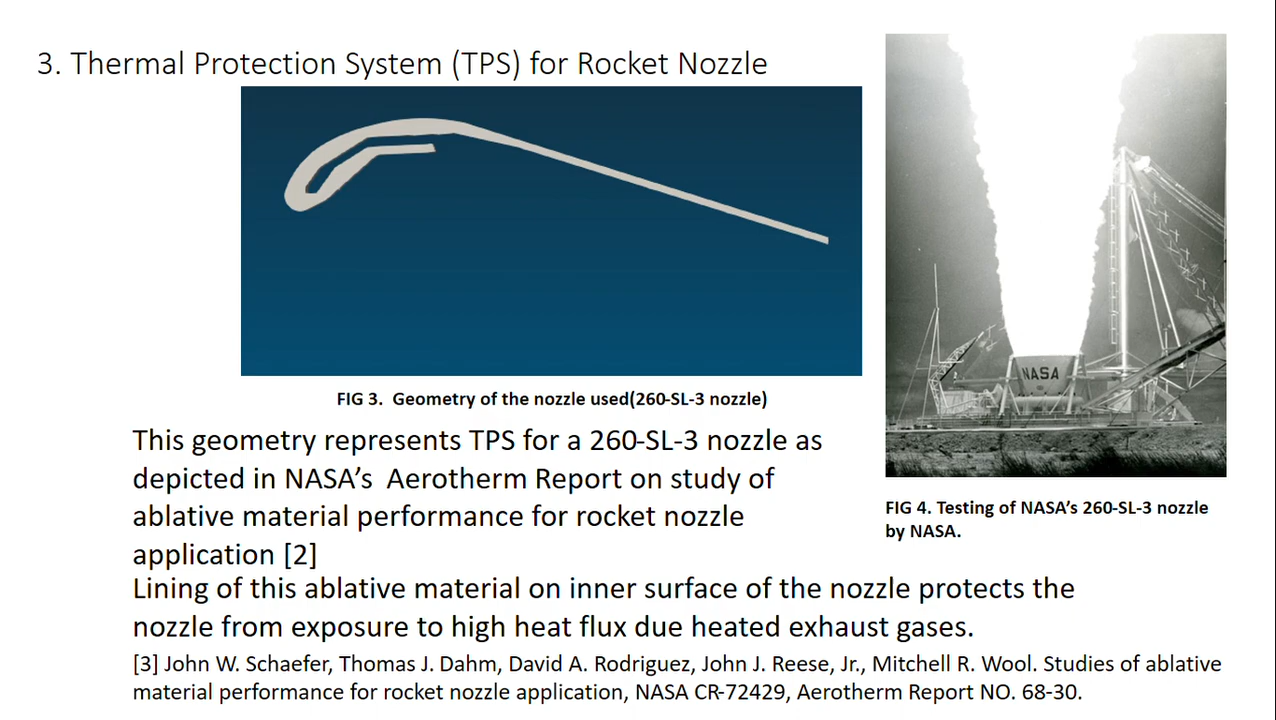 3. Thermal Protection System (TPS) for Rocket Nozzle
NASA
FIG 3.  Geometry of the nozzle used(260-SL-3 nozzle)
This geometry represents TPS for a 260-SL-3 nozzle as
depicted in NASA’s  Aerotherm Report on study of
ablative material performance for rocket nozzle
application [2]
FIG 4. Testing of NASA’s 260-SL-3 nozzle
by NASA.
Lining of this ablative material on inner surface of the nozzle protects the
nozzle from exposure to high heat flux due heated exhaust gases.
[3] John W. Schaefer, Thomas J. Dahm, David A. Rodriguez, John J. Reese, Jr., Mitchell R. Wool. Studies of ablative
material performance for rocket nozzle application, NASA CR-72429, Aerotherm Report NO. 68-30.